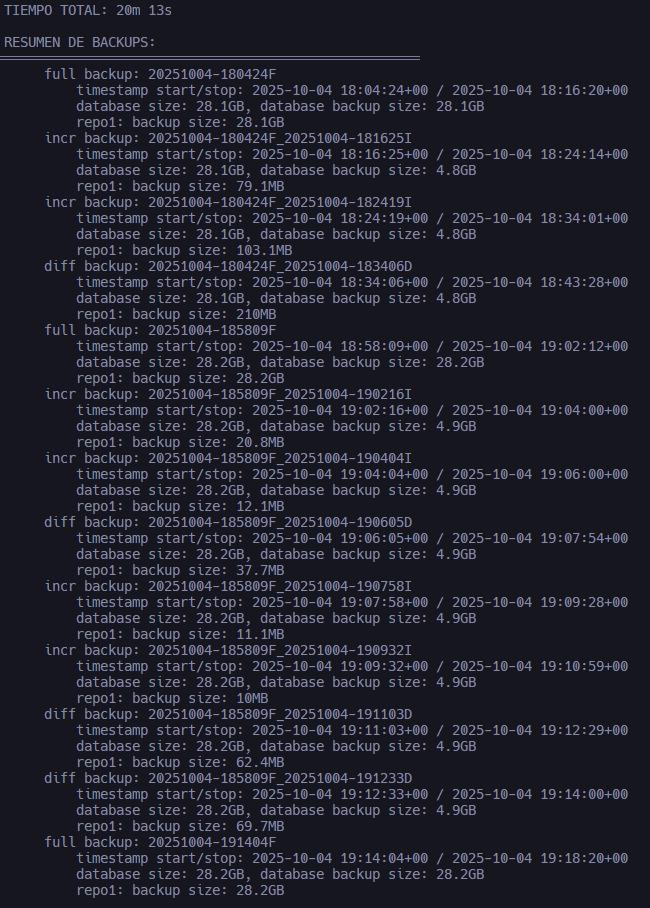 TIEMPO TOTAL: 20m 13s
RESUMEN DE BACKUPS:
full backup: 20251004-180424F
timestamp start/stop: 2025-10-04 18:04:24+00 / 2025-10-04 18:16:20+00
database size: 28.1GB, database backup size: 28.1GB
repo1: backup size: 28.1GB
incr backup: 20251004-180424F_20251004-181625I
timestamp start/stop: 2025-10-04 18:16:25+00 / 2025-10-04 18:24:14+00
database size: 28.1GB, database backup size: 4.8GB
repo1: backup size: 79.1MB
incr backup: 20251004-180424F_20251004-182419I
timestamp start/stop: 2025-10-04 18:24:19+00 / 2025-10-04 18:34:01+00
database size: 28.1GB, database backup size: 4.8GB
repo1: backup size: 103.1MB
diff backup: 20251004-180424F_20251004-183406D
timestamp start/stop: 2025-10-04 18:34:06+00 / 2025-10-04 18:43:28+00
database size: 28.1GB, database backup size: 4.8GB
repo1: backup size: 210MB
full backup: 20251004-185809F
timestamp start/stop: 2025-10-04 18:58:09+00 / 2025-10-04 19:02:12+00
database size: 28.2GB, database backup size: 28.2GB
repo1: backup size: 28.2GB
incr backup: 20251004-185809F_20251004-190216I
timestamp start/stop: 2025-10-04 19:02:16+00 / 2025-10-04 19:04:00+00
database size: 28.2GB, database backup size: 4.9GB
repo1: backup size: 20.8MB
incr backup: 20251004-185809F_20251004-190404I
timestamp start/stop: 2025-10-04 19:04:04+00 / 2025-10-04 19:06:00+00
database size: 28.2GB, database backup size: 4.9GB
repo1: backup size: 12.1MB
diff backup: 20251004-185809F_20251004-190605D
timestamp start/stop: 2025-10-04 19:06:05+00 / 2025-10-04 19:07:54+00
database size: 28.2GB, database backup size: 4.9GB
repo1: backup size: 37.7MB
incr backup: 20251004-185809F_20251004-190758I
timestamp start/stop: 2025-10-04 19:07:58+00 / 2025-10-04 19:09:28+00
database size: 28.2GB, database backup size: 4.9GB
repo1: backup size: 11.1MB
incr backup: 20251004-185809F_20251004-190932I
timestamp start/stop: 2025-10-04 19:09:32+00 / 2025-10-04 19:10:59+00
database size: 28.2GB, database backup size: 4.9GB
repo1: backup size: 10MB
diff backup: 20251004-185809F_20251004-191103D
timestamp start/stop: 2025-10-04 19:11:03+00 / 2025-10-04 19:12:29+00
database size: 28.2GB, database backup size: 4.9GB
repo1: backup size: 62.4MB
diff backup: 20251004-185809F_20251004-191233D
timestamp start/stop: 2025-10-04 19:12:33+00 / 2025-10-04 19:14:00+00
database size: 28.2GB, database backup size: 4.9GB
repo1: backup size: 69.7MB
full backup: 20251004-191404F
timestamp start/stop: 2025-10-04 19:14:04+00 / 2025-10-04 19:18:20+00
database size: 28.2GB, database backup size: 28.2GB
repo1: backup size: 28.2GB